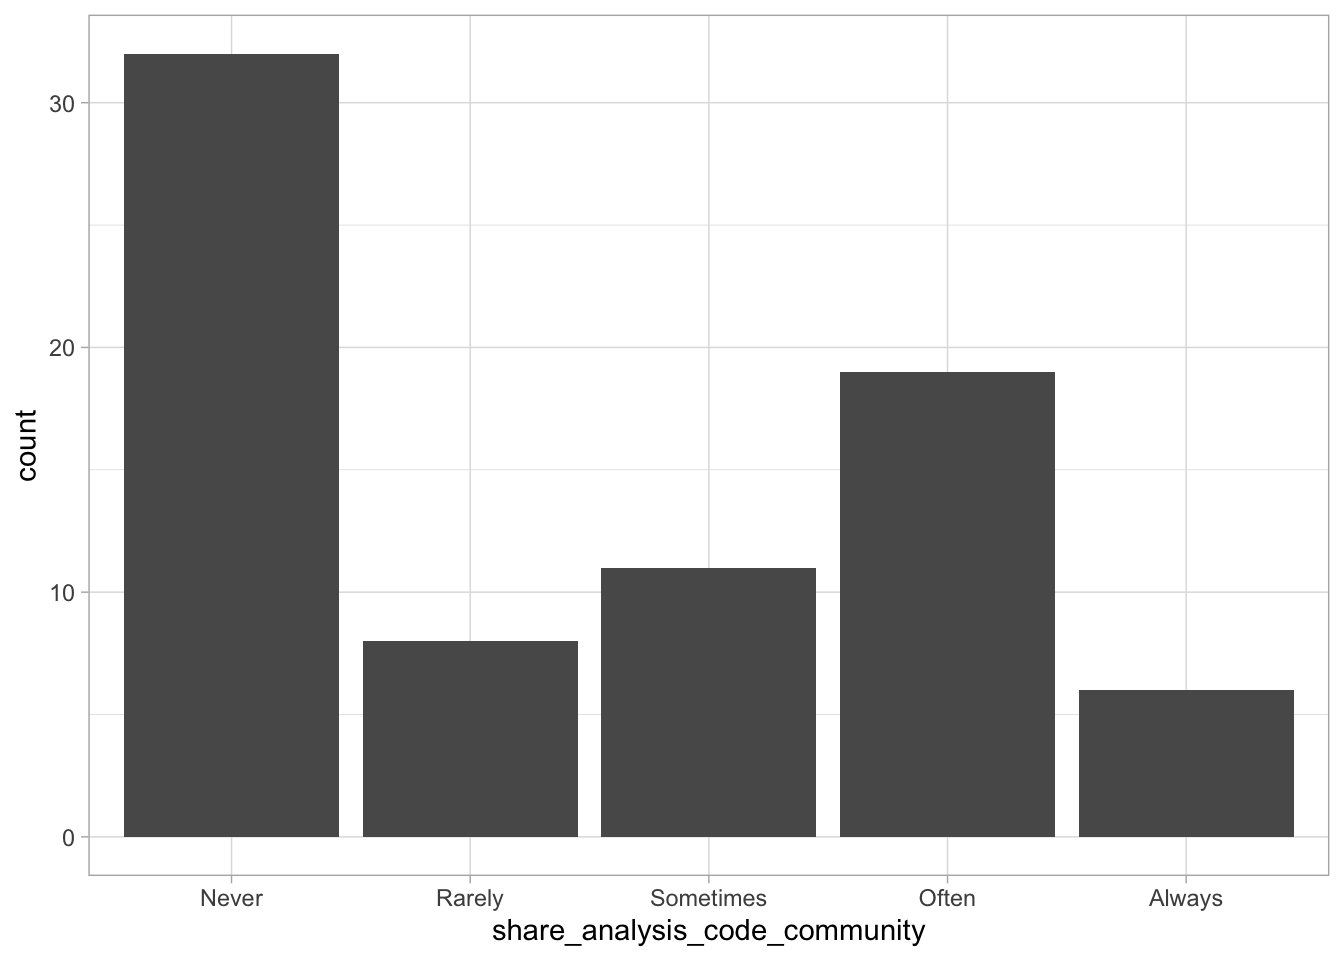 30
20
10
0
count
Never
Rarely
Sometimes
Often
Always
share_analysis_code_community